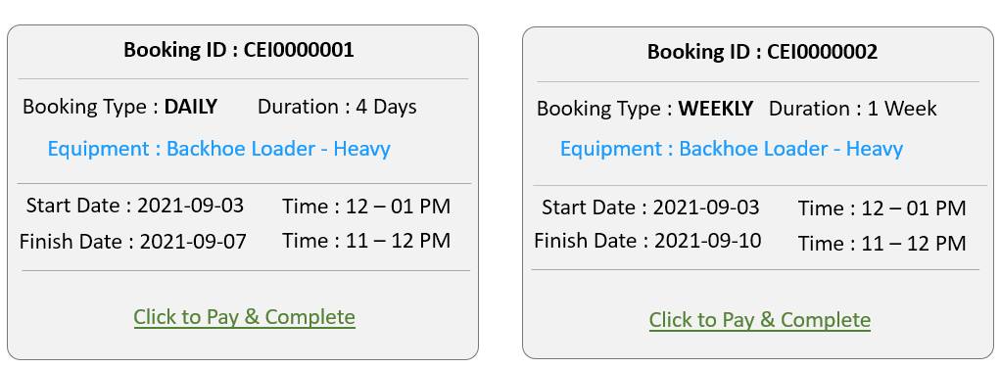 Booking ID : CEI0000001
Booking Type : DAILY Duration : 4 Days
Equipment : Backhoe Loader - Heavy
Start Date : 2021-09-03 Time : 12 – 01 PM
Finish Date : 2021-09-07 Time : 11 – 12 PM
Click to Pay & Complete
Booking ID : CEI0000002
Booking Type : WEEKLY Duration : 1 Week
Equipment : Backhoe Loader - Heavy
Start Date : 2021-09-03 Time : 12 – 01 PM
Finish Date : 2021-09-10 Time : 11 – 12 PM
Click to Pay & Complete